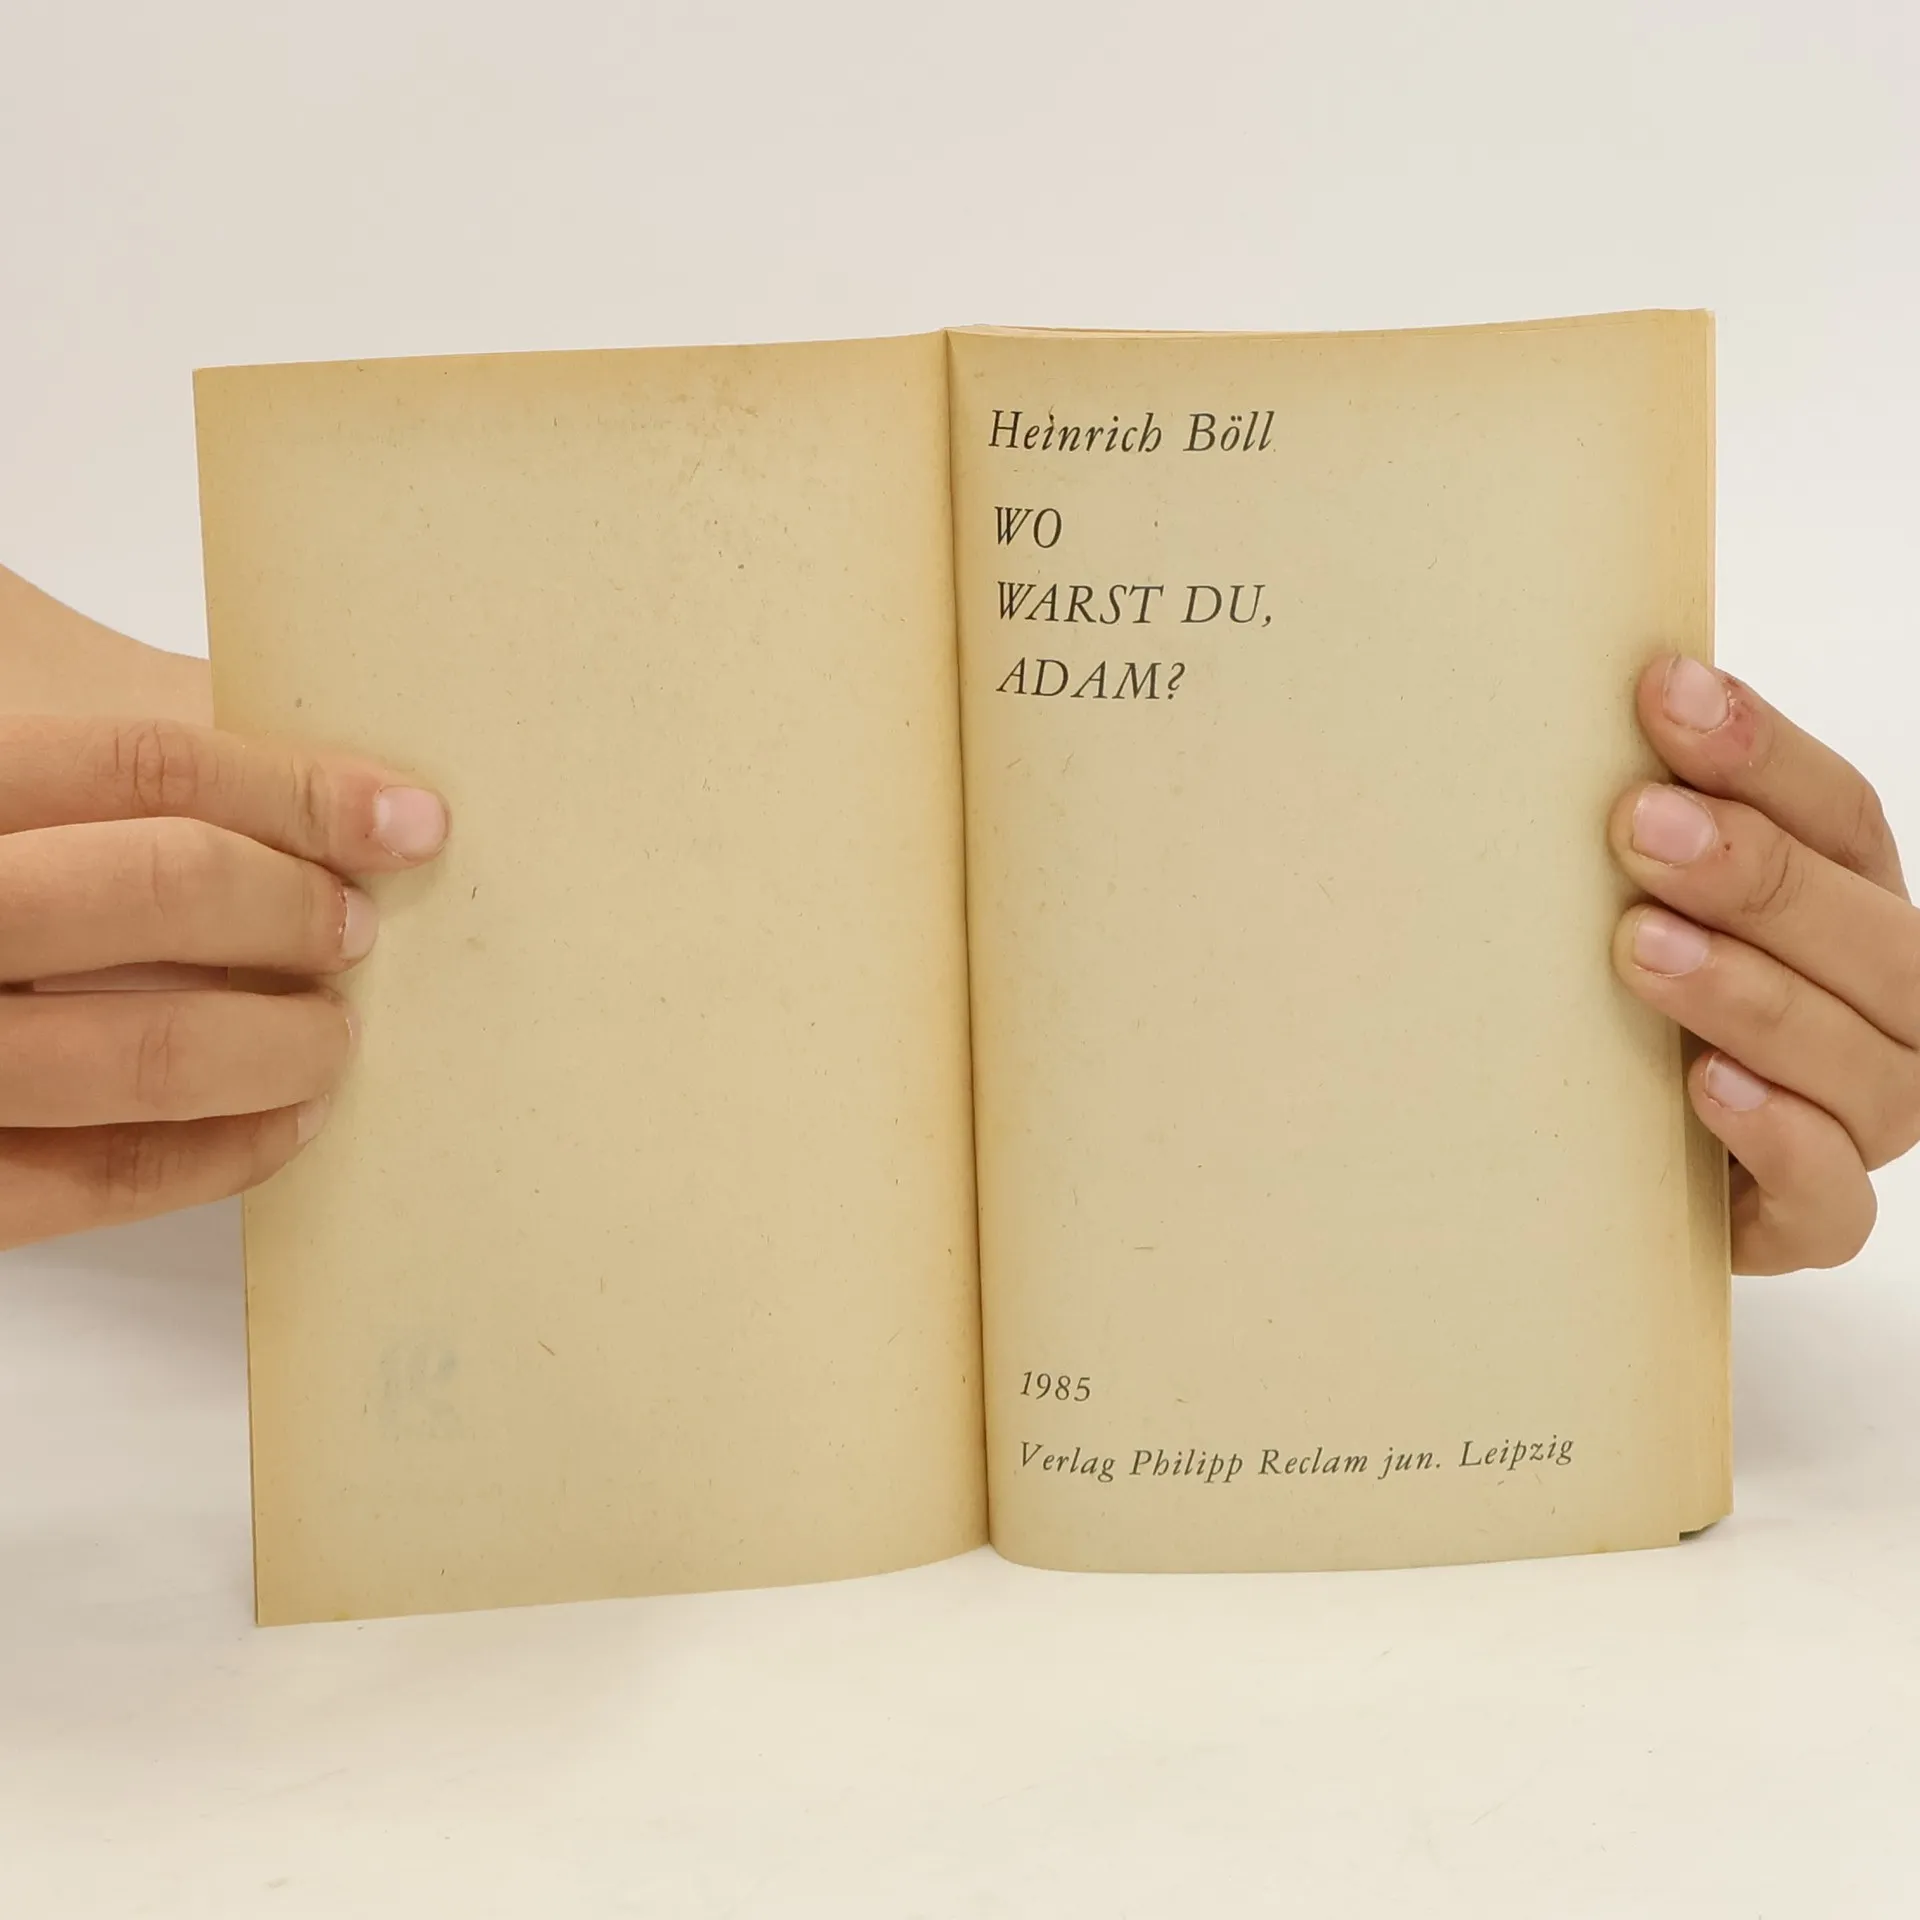 Heinrich Böll
WO
WARST DU,
ADAM?
1985
Verlag Philipp Reclam jun. Leipzig